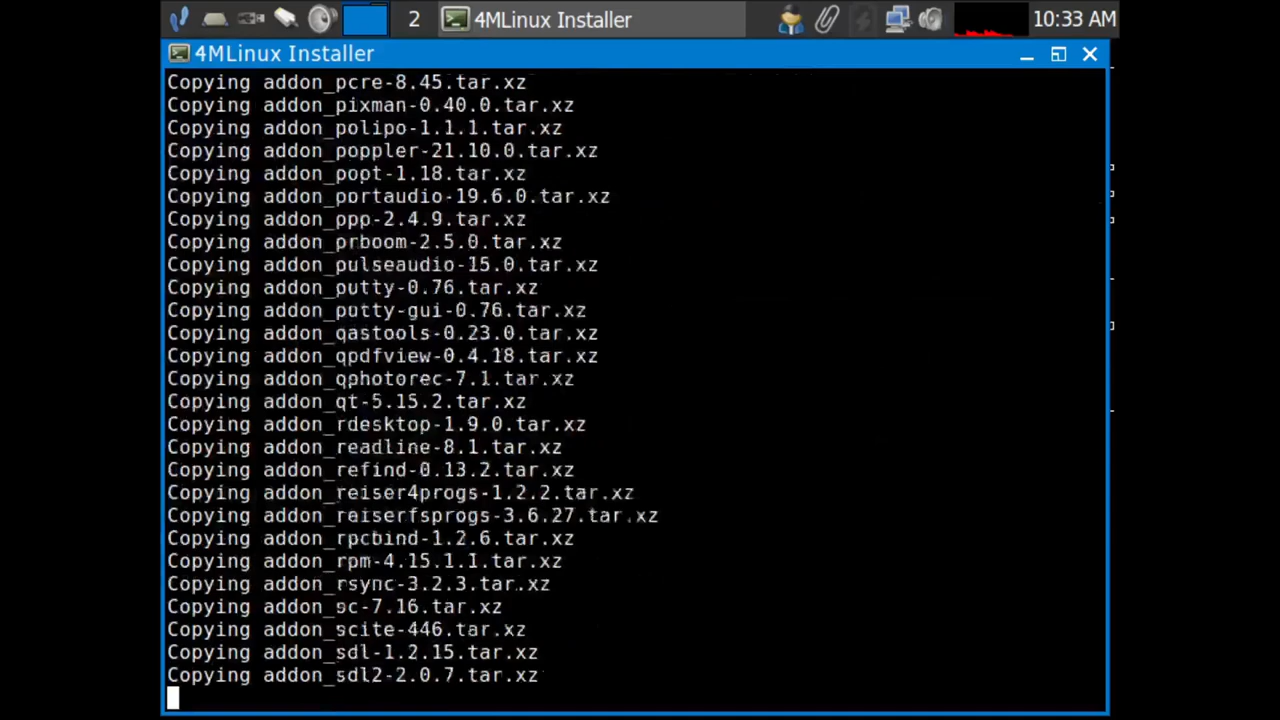 2
4MLinux Installer
10:33 AM
4MLinux Installer
Copying addon_pcre-8.45.tar.xz
Copying addon_pixman-0.40.0.tar.xz
Copying addon_polipo-1.1.1.tar.xz
Copying addon_poppler-21.10.0.tar.xz
Copying addon_popt-1.18.tar.xz
Copying addon_portaudio-19.6.0.tar.xz
Copying addon_ppp-2.4.9.tar.xz
Copying addon_prboom-2.5.0.tar.xz
Copying addon_pulseaudio-15.0.tar.xz
Copying addon_putty-0.76.tar.xz
Copying addon_putty-gui-0.76.tar.xz
Copying addon_qastools-0.23.0.tar.xz
Copying addon_qpdfview-0.4.18.tar.xz
Copying addon_qphotorec-7.1.tar.xz
Copying addon_qt-5.15.2.tar.xz
Copying addon_rdesktop-1.9.0.tar.xz
Copying addon_readline-8.1.tar.xz
Copying addon_refind-0.13.2.tar.xz
Copying addon_reiser4progs-1.2.2.tar.xz
Copying addon_reiserfsprogs-3.6.27.tar.xz
Copying addon_rpcbind-1.2.6.tar.xz
Copying addon_rpm-4.15.1.1.tar.xz
Copying addon_rsync-3.2.3.tar.xz
Copying addon_sc-7.16.tar.xz
Copying addon_scite-446.tar.xz
Copying addon_sdl-1.2.15.tar.xz
Copying addon_sdl2-2.0.7.tar.xz